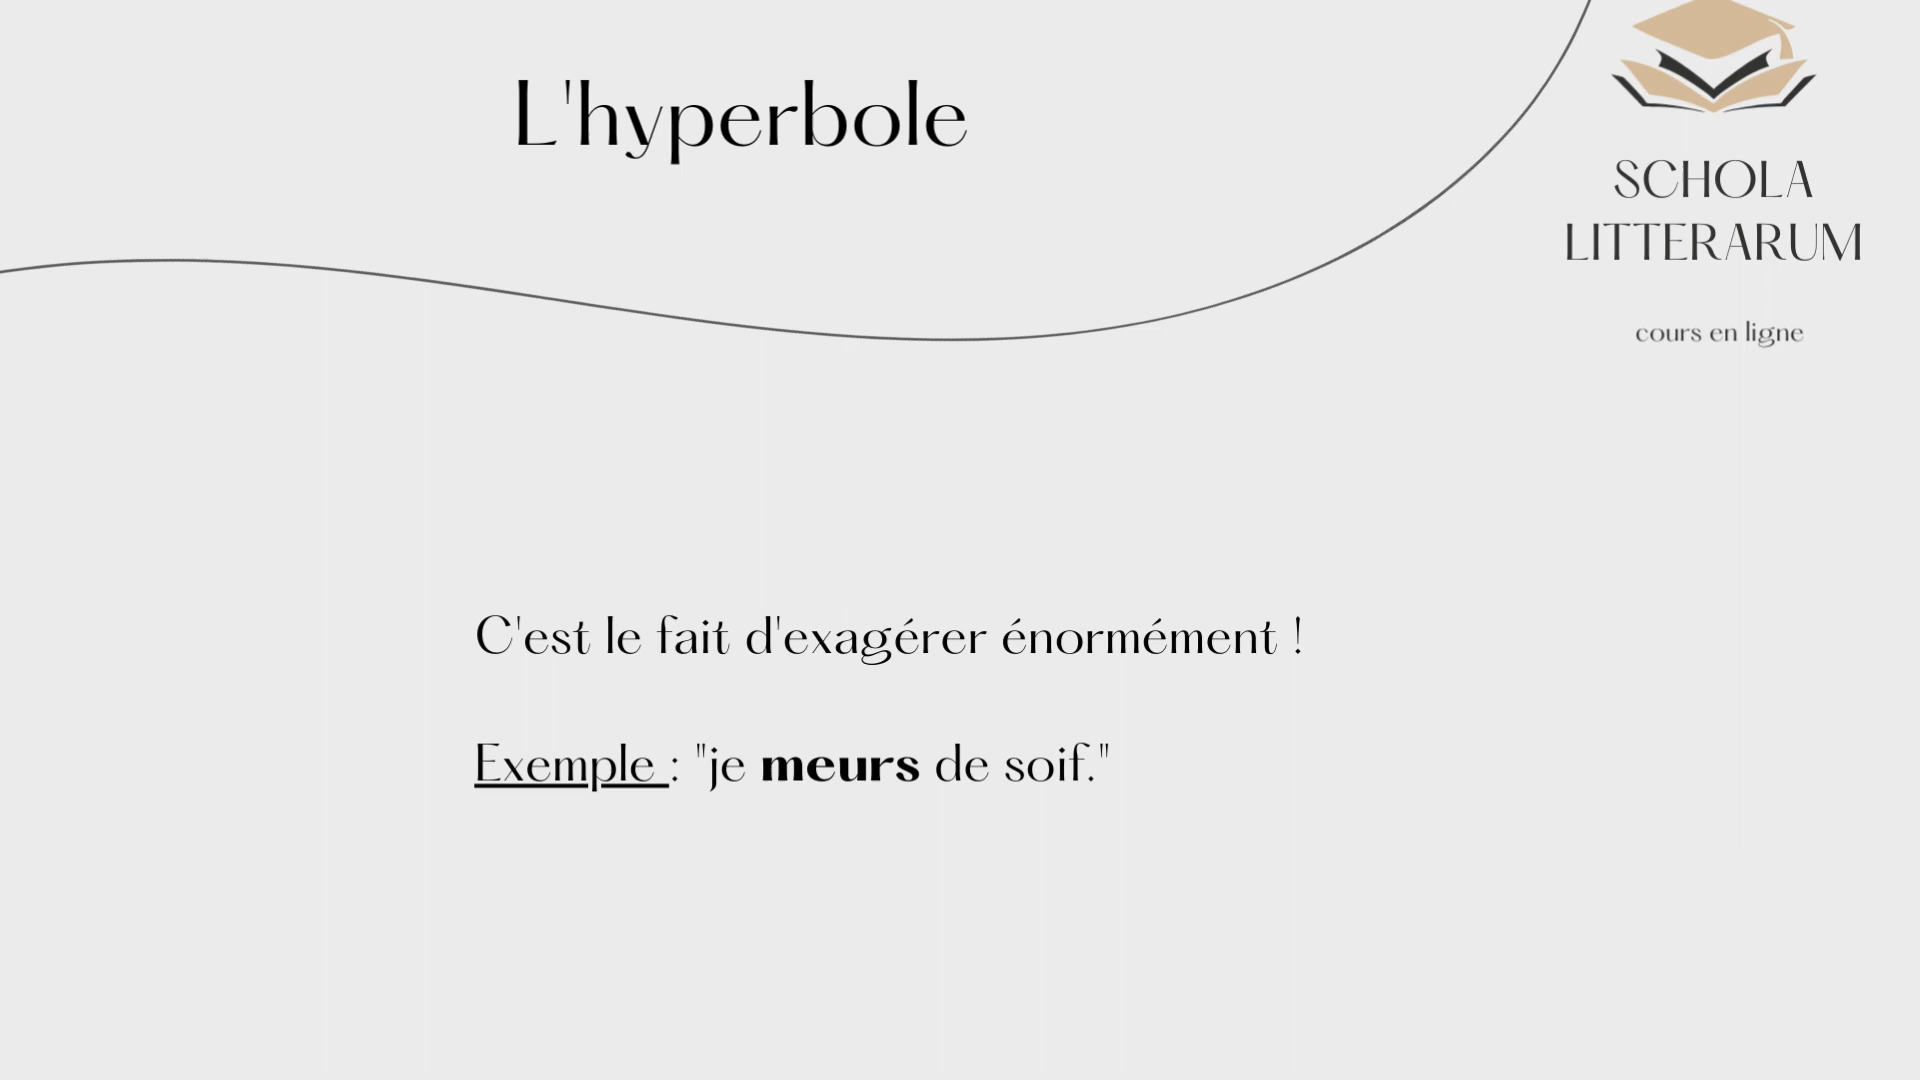 L'hyperbole
SCHOLA
LITTERARUM
cours en ligne
C'est le fait d'exagérer énormément !
Exemple : "je meurs de soif."